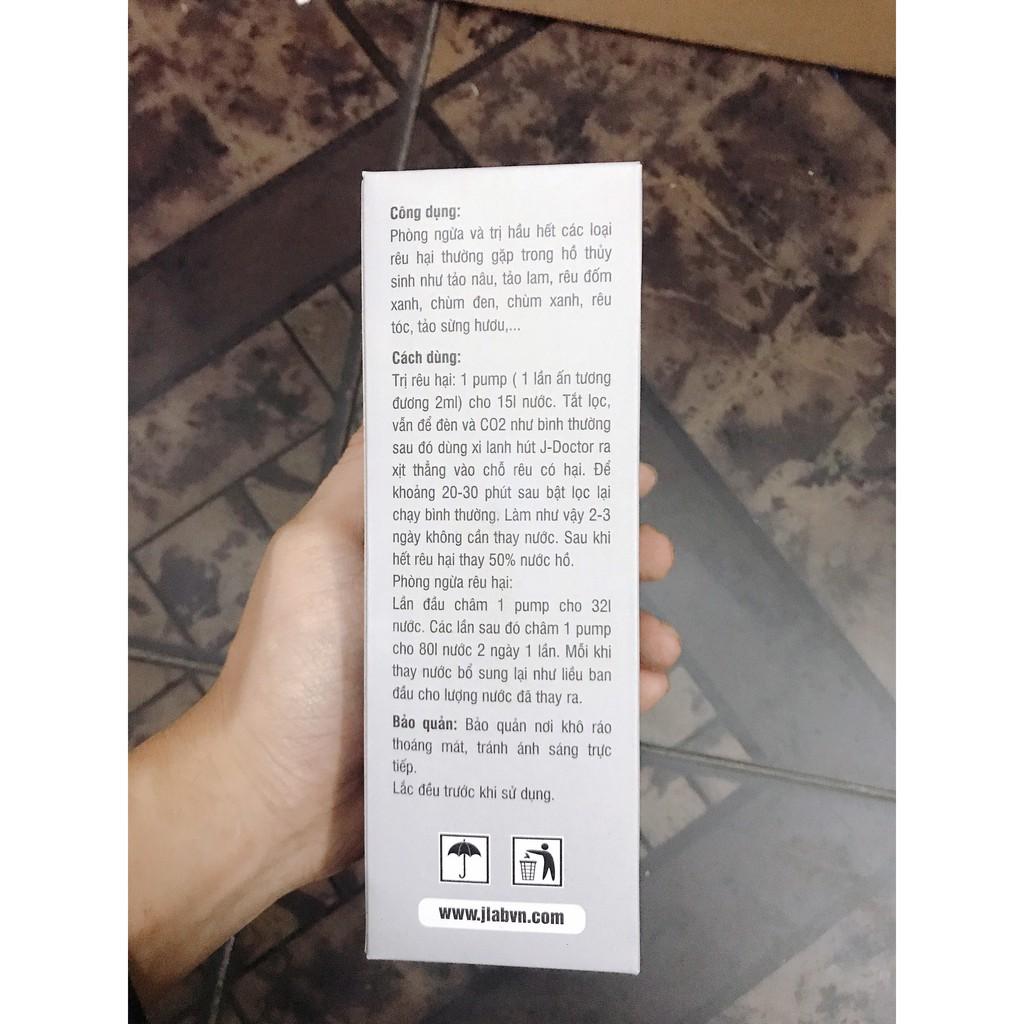 Công dụng:
Phòng ngừa và trị hầu hết các loại
rêu hại thường gặp trong hồ thủy
sinh như tảo nâu, tảo lam, rêu đốm
xanh, chùm đen, chùm xanh, rêu
tóc, tảo sừng hươu,...
Cách dùng:
Trị rêu hại: 1 pump ( 1 lần ấn tương
đương 2ml) cho 15l nước. Tắt lọc,
vẫn để đèn và CO2 như bình thường
sau đó dùng xi lanh hút J-Doctor ra
xịt thẳng vào chỗ rêu có hại. Để
khoảng 20-30 phút sau bật lọc lại
chạy bình thường. Làm như vậy 2-3
ngày không cần thay nước. Sau khi
hết rêu hại thay 50% nước hồ.
Phòng ngừa rêu hại:
Lần đầu châm 1 pump cho 32l
nước. Các lần sau đó châm 1 pump
cho 80l nước 2 ngày 1 lần. Mỗi khi
thay nước bổ sung lại như liều ban
đầu cho lượng nước đã thay ra.
Bảo quản: Bảo quản nơi khô ráo
thoáng mát, tránh ánh sáng trực
tiếp.
Lắc đều trước khi sử dụng.
www.jlabvn.com